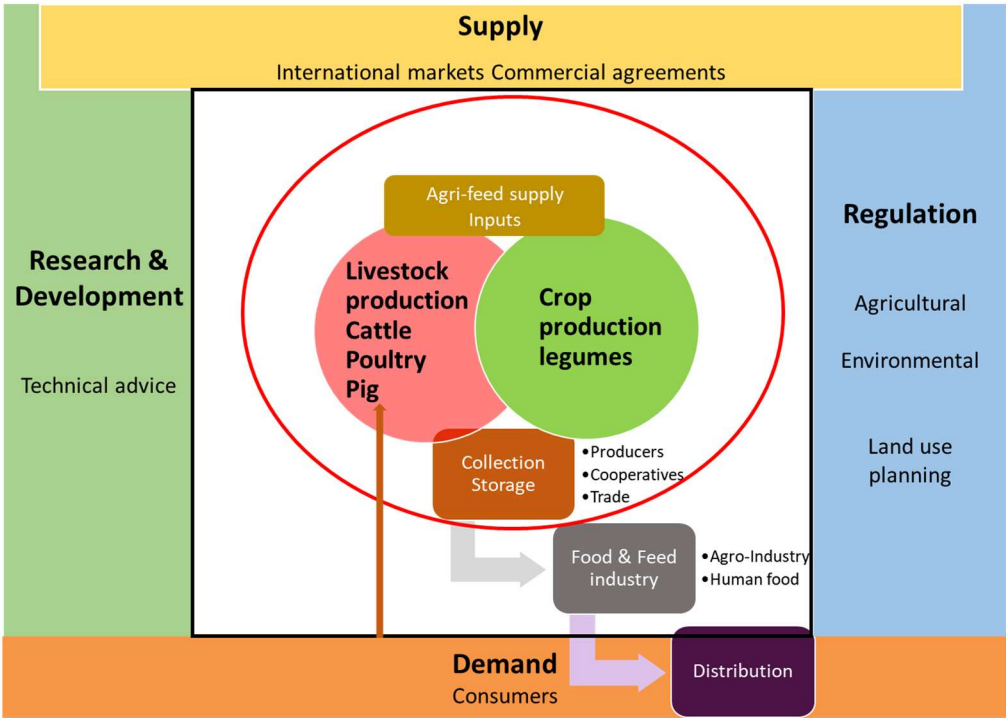 Supply
International markets Commercial agreements
Research &
Development
Technical advice
Agri-feed supply
Inputs
Livestock
production
Cattle
Poultry
Pig
Crop
production
legumes
Collection
Storage
•Producers
•Cooperatives
•Trade
Food & Feed
industry
•Agro-Industry
•Human food
Regulation
Agricultural
Environmental
Land use
planning
Demand
Consumers
Distribution